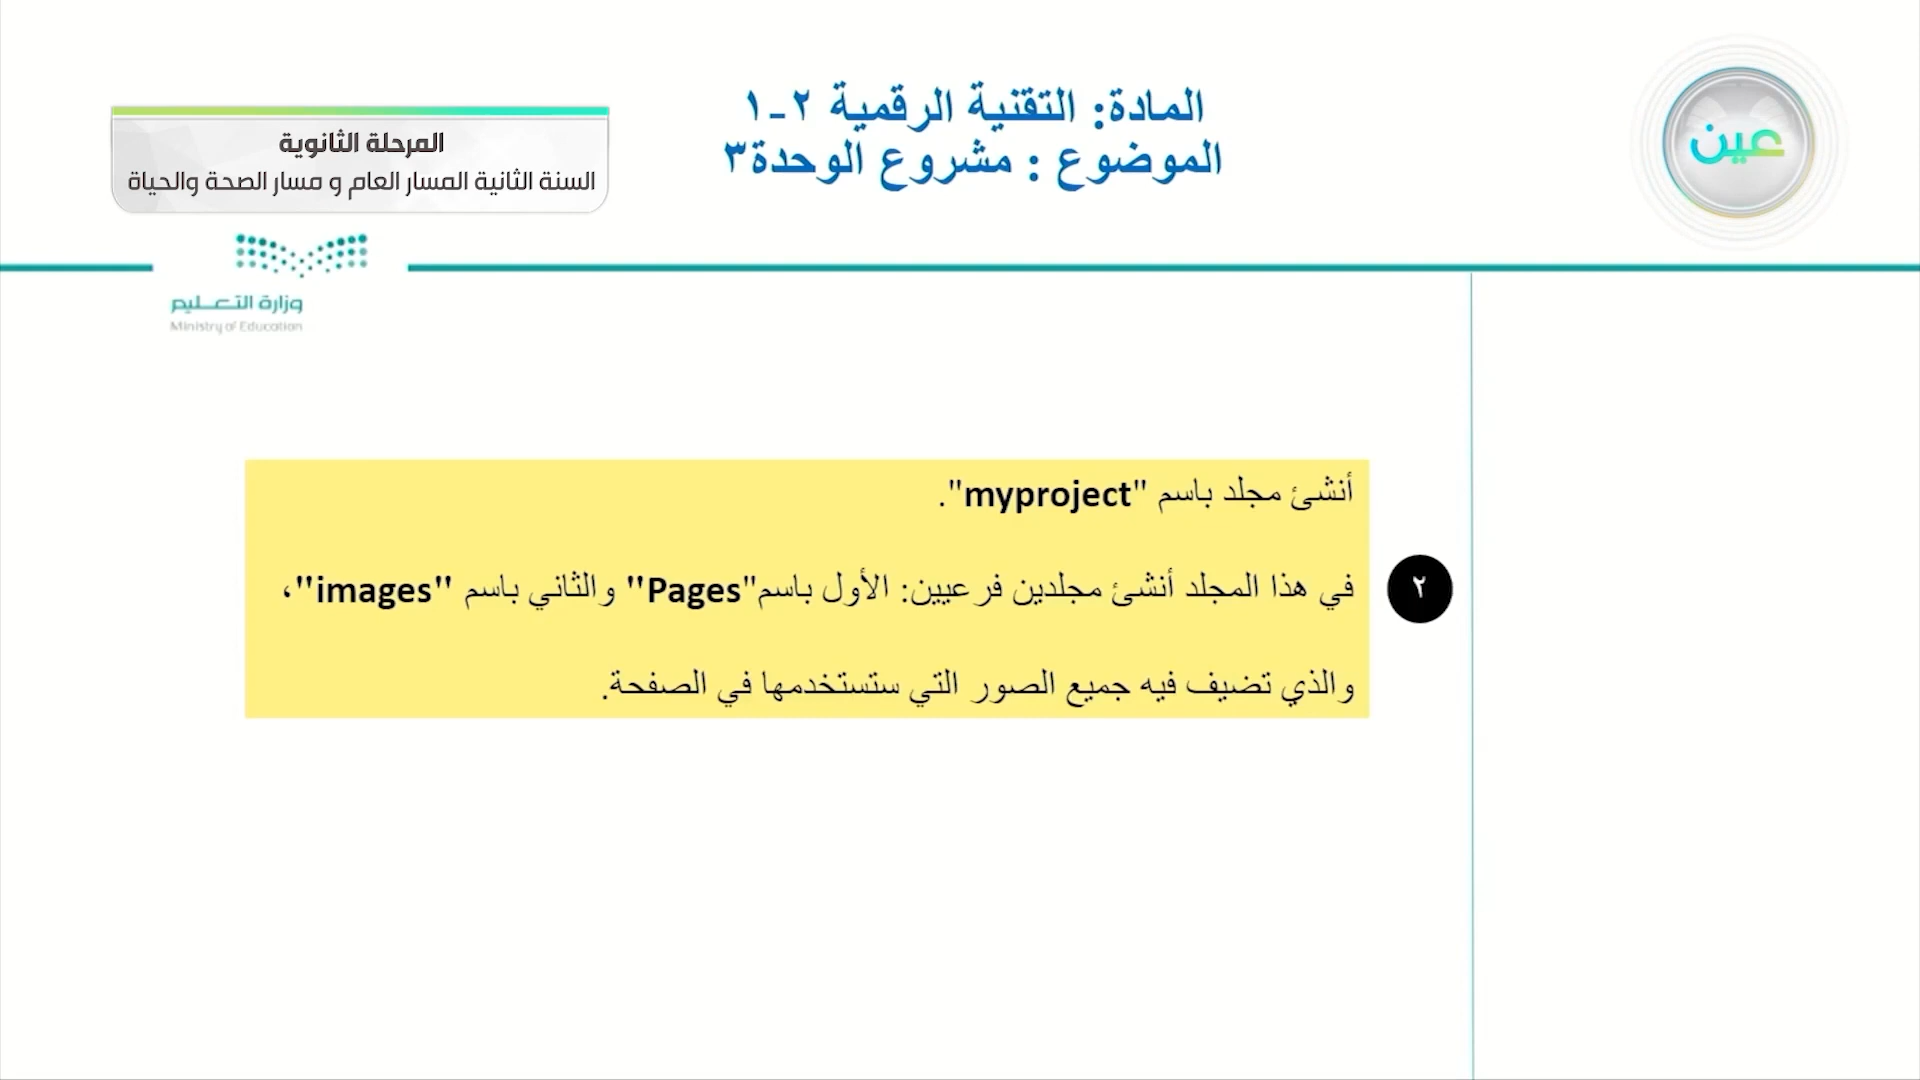 المادة: التقنية الرقمية ٢-١
الموضوع : مشروع الوحدة٣
عين
المرحلة الثانوية
السنة الثانية المسار العام و مسار الصحة والحياة
وزارة التعـــليم
Ministry of Education
أنشئ مجلد باسم "myproject".
٢
في هذا المجلد أنشئ مجلدين فرعيين: الأول باسم"Pages" والثاني باسم "images"،
والذي تضيف فيه جميع الصور التي ستستخدمها في الصفحة.